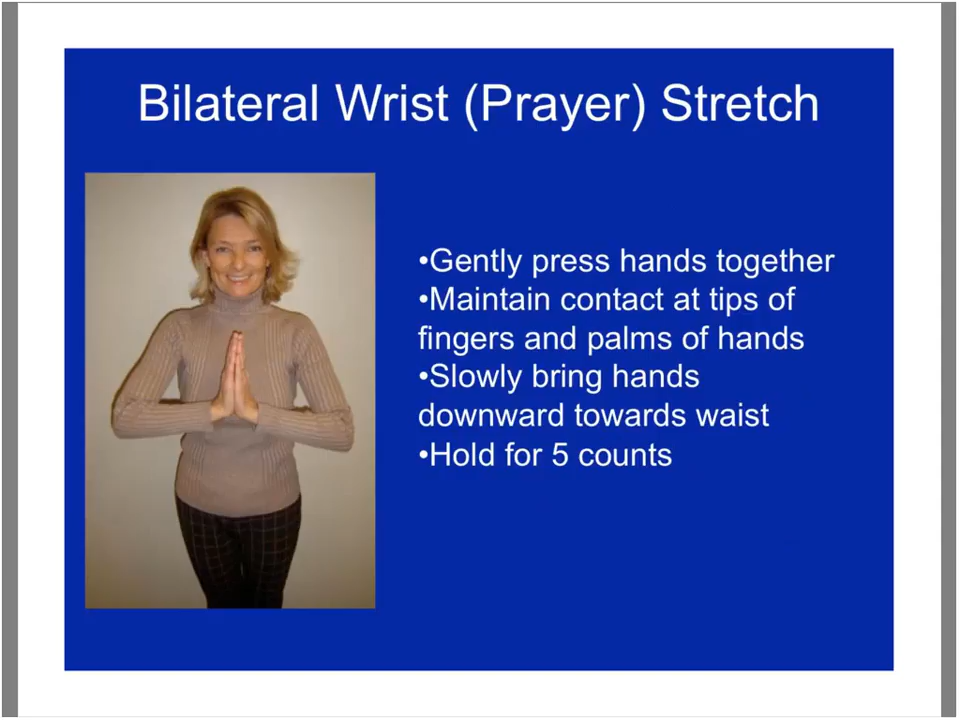 Bilateral Wrist (Prayer) Stretch
•Gently press hands together
•Maintain contact at tips of
fingers and palms of hands
•Slowly bring hands
downward towards waist
•Hold for 5 counts